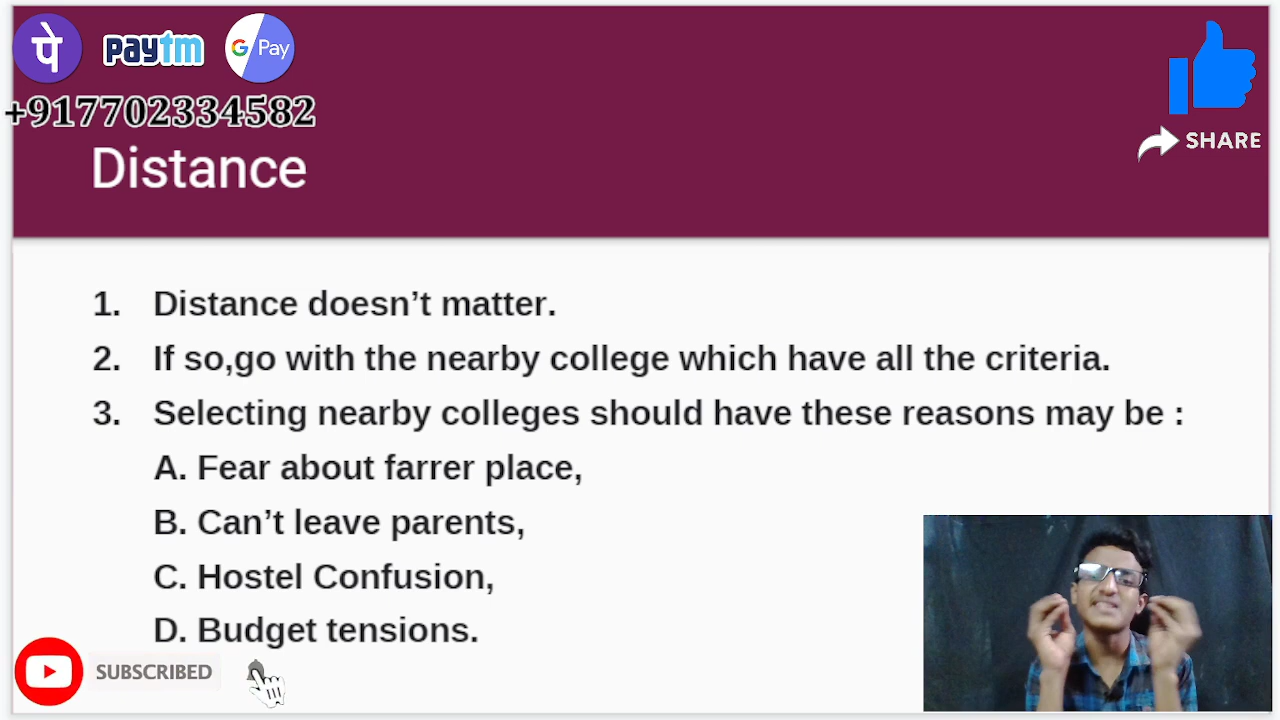 पे paytm G Pay
+917702334582
SHARE
Distance
1. Distance doesn’t matter.
2. If so,go with the nearby college which have all the criteria.
3. Selecting nearby colleges should have these reasons may be :
A. Fear about farrer place,
B. Can’t leave parents,
C. Hostel Confusion,
D. Budget tensions.
SUBSCRIBED